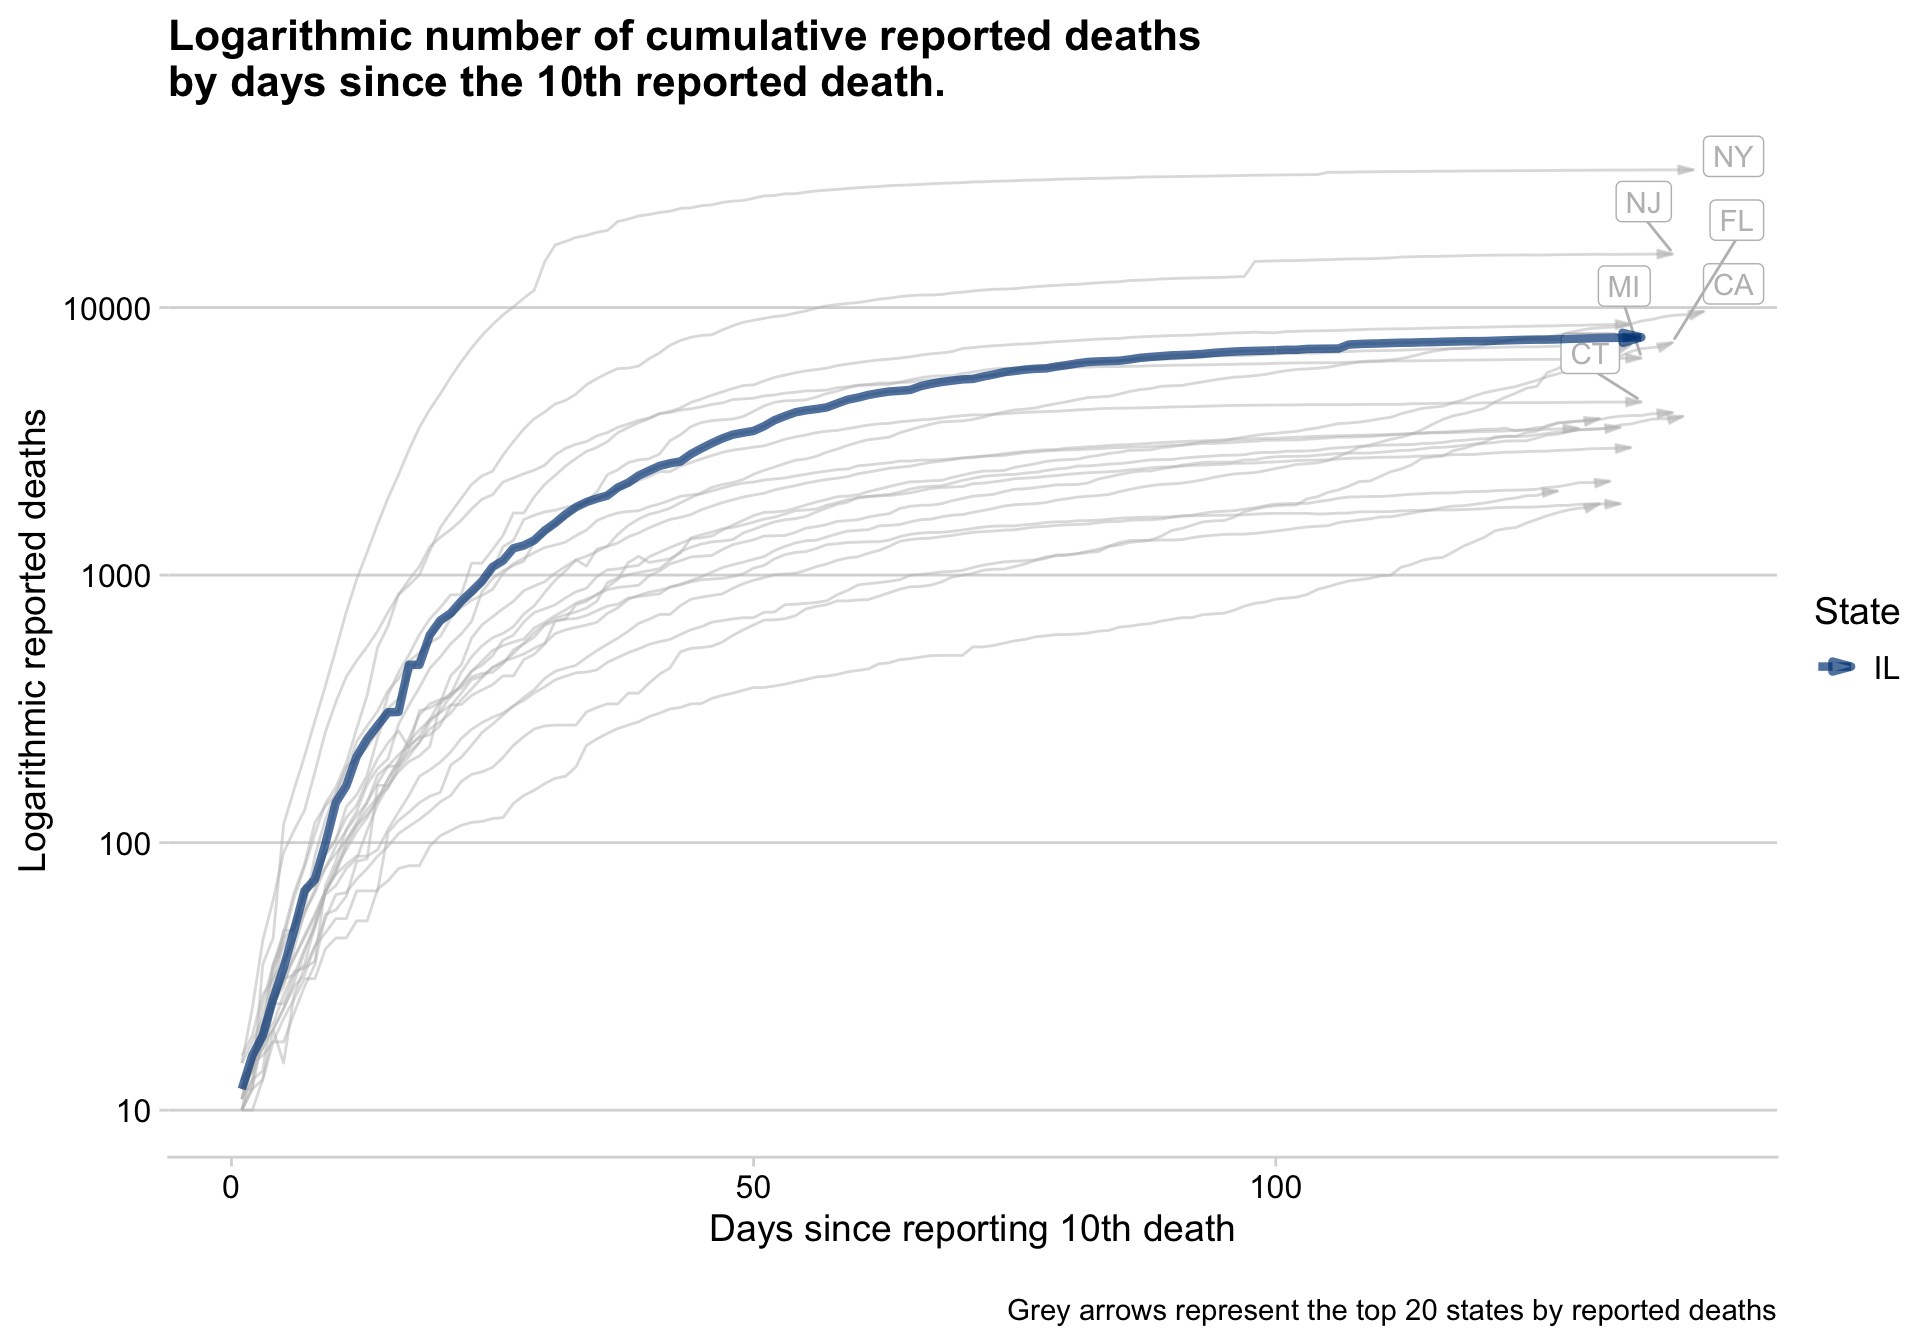 Logarithmic number of cumulative reported deaths
by days since the 10th reported death.
NY
NJ
FL
MI
CA
CT
10000
1000
100
10
Logarithmic reported deaths
0
50
100
Days since reporting 10th death
State
IL
Grey arrows represent the top 20 states by reported deaths